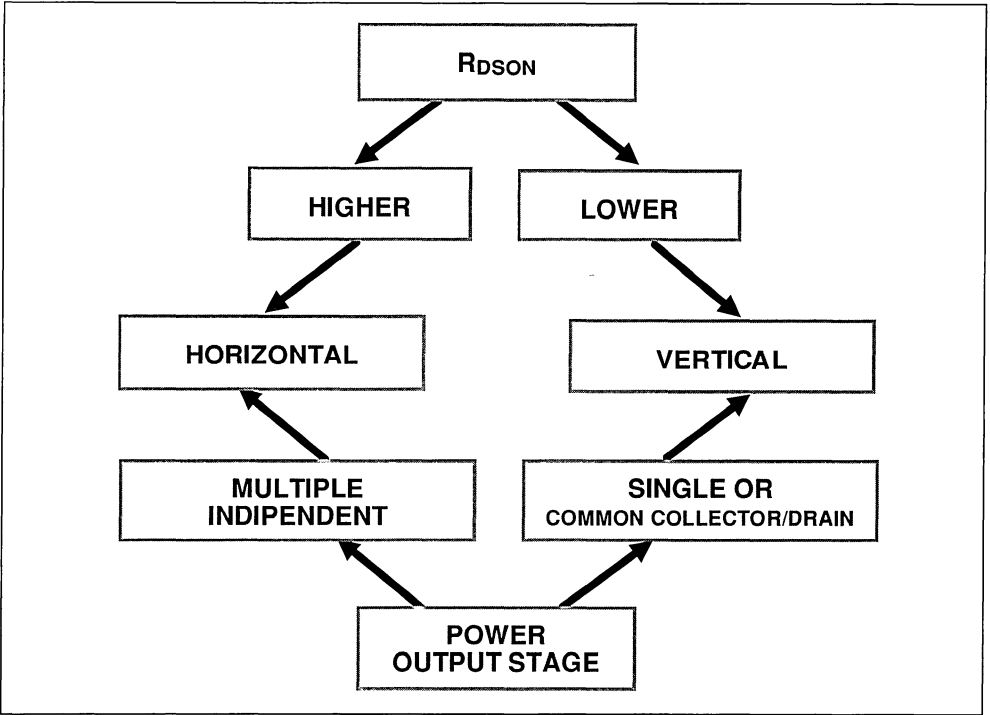 RDSON
HIGHER
LOWER
HORIZONTAL
VERTICAL
MULTIPLE
INDIPENDENT
SINGLE OR
COMMON COLLECTOR/DRAIN
POWER
OUTPUT STAGE